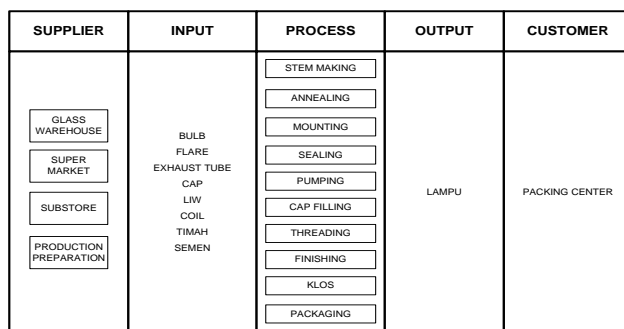 SUPPLIER
INPUT
PROCESS
OUTPUT
CUSTOMER
GLASS
WAREHOUSE
SUPER
MARKET
SUBSTORE
PRODUCTION
PREPARATION
BULB
FLARE
EXHAUST TUBE
CAP
LIW
COIL
TIMAH
SEMEN
STEM MAKING
ANNEALING
MOUNTING
SEALING
PUMPING
CAP FILLING
THREADING
FINISHING
KLOS
PACKAGING
LAMPU
PACKING CENTER